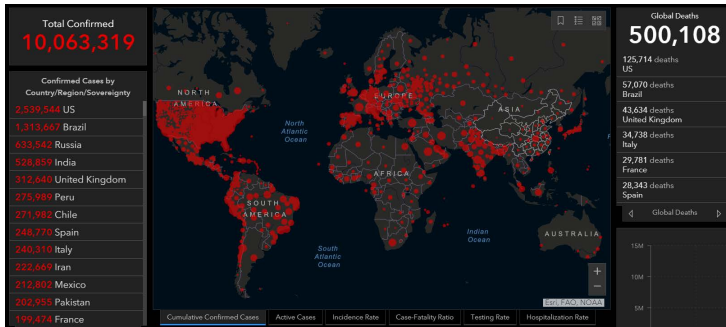 Total Confirmed
10,063,319
Confirmed Cases by
Country/Region/Sovereignty
2,539,544 US
1,313,667 Brazil
633,542 Russia
528,859 India
312,640 United Kingdom
275,989 Peru
271,982 Chile
248,770 Spain
240,310 Italy
222,669 Iran
212,802 Mexico
202,955 Pakistan
199,474 France
NORTH
AMERICA
EUROPE
ASIA
North
Atlantic
Ocean
AFRICA
SOUTH
AMERICA
Indian
Ocean
AUSTRALIA
South
Atlantic
Ocean
+
−
Esri, FAO, NOAA
Cumulative Confirmed Cases
Active Cases
Incidence Rate
Case-Fatality Ratio
Testing Rate
Hospitalization Rate
Global Deaths
500,108
125,714 deaths
US
57,070 deaths
Brazil
43,634 deaths
United Kingdom
34,738 deaths
Italy
29,781 deaths
France
28,343 deaths
Spain
Global Deaths
15M
10M
5M